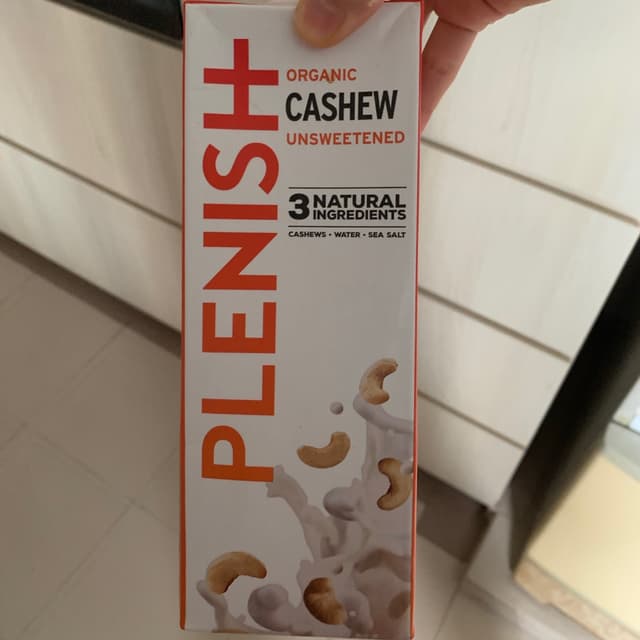 PLENISH
ORGANIC
CASHEW
UNSWEETENED
3 NATURAL
INGREDIENTS
CASHEWS • WATER • SEA SALT